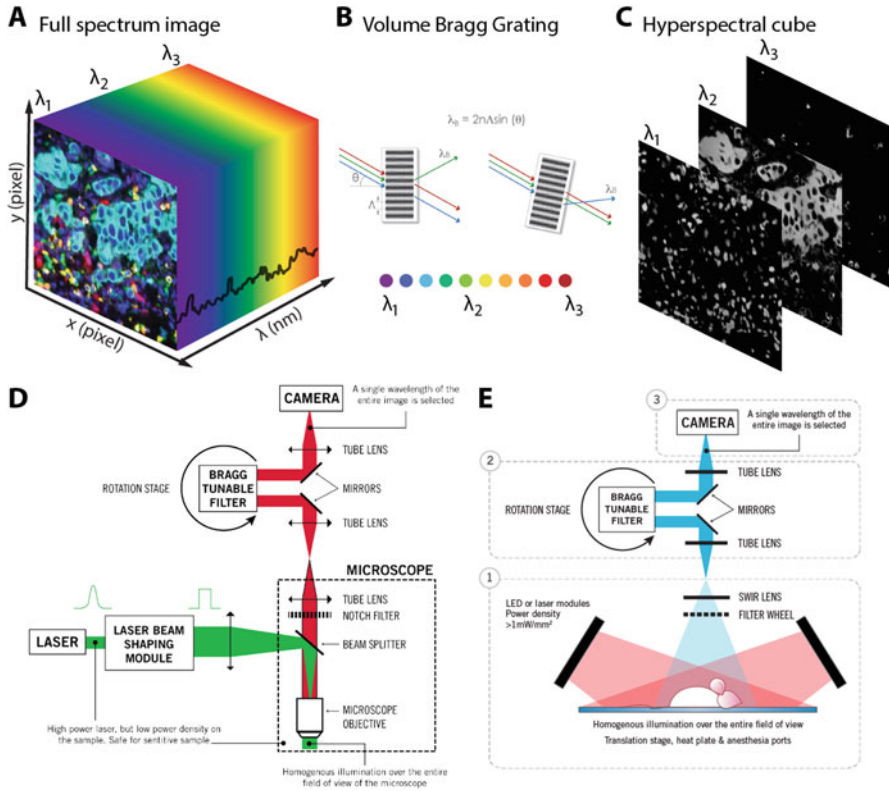 A Full spectrum image
λ₁
λ₂
λ₃
y (pixel)
x (pixel)
λ (nm)
B Volume Bragg Grating
λB = 2nΛsin (θ)
θ
Λ
λB
λB
λ₁
λ₂
λ₃
C Hyperspectral cube
λ₁
λ₂
λ₃
D
CAMERA
A single wavelength of the
entire image is selected
TUBE LENS
ROTATION STAGE
BRAGG
TUNABLE
FILTER
MIRRORS
TUBE LENS
MICROSCOPE
TUBE LENS
NOTCH FILTER
LASER
LASER BEAM
SHAPING
MODULE
BEAM SPLITTER
MICROSCOPE
OBJECTIVE
High power laser, but low power density on
the sample. Safe for sentitive sample
Homogenous illumination over the entire
field of view of the microscope
E
3
CAMERA
A single wavelength of the
entire image is selected
2
TUBE LENS
ROTATION STAGE
BRAGG
TUNABLE
FILTER
MIRRORS
TUBE LENS
1
LED or laser modules
Power density
>1mW/mm²
SWIR LENS
FILTER WHEEL
Homogenous illumination over the entire field of view
Translation stage, heat plate & anesthesia ports